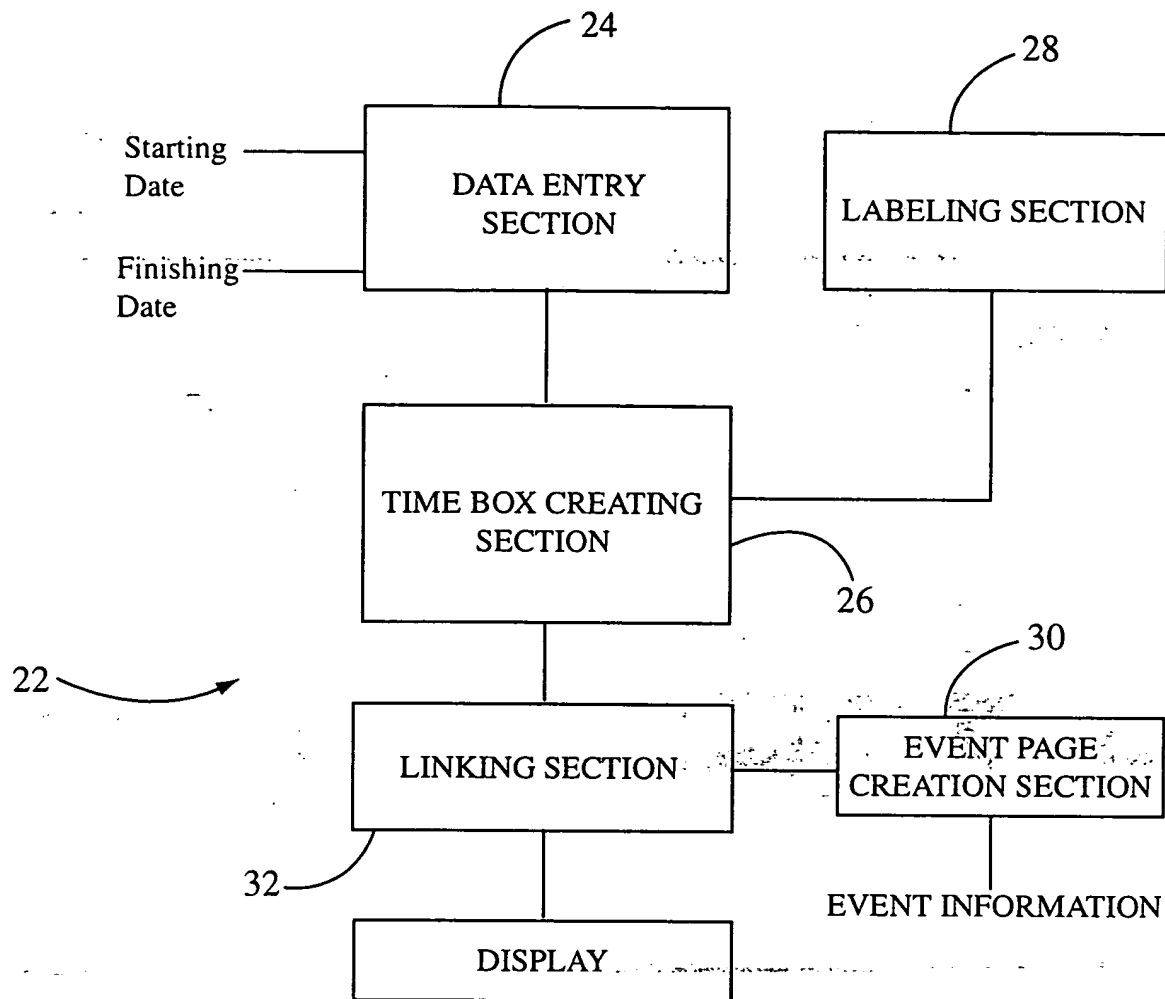 24
28
Starting
Date
DATA ENTRY
SECTION
LABELING SECTION
Finishing
Date
TIME BOX CREATING
SECTION
26
30
22
LINKING SECTION
EVENT PAGE
CREATION SECTION
32
EVENT INFORMATION
DISPLAY